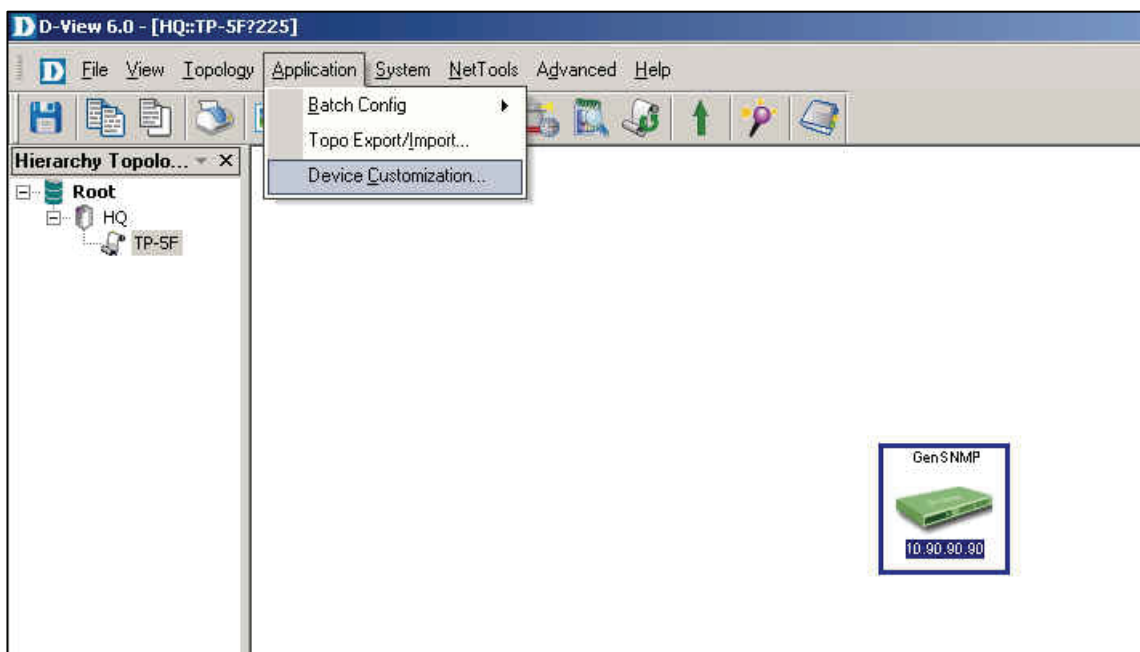 D-View 6.0 - [HQ::TP-5F?225]
File View Topology Application System NetTools Advanced Help
Batch Config
Topo Export/Import...
Device Customization...
Hierarchy Topolo...
Root
HQ
TP-5F
GenSNMP
10.90.90.90